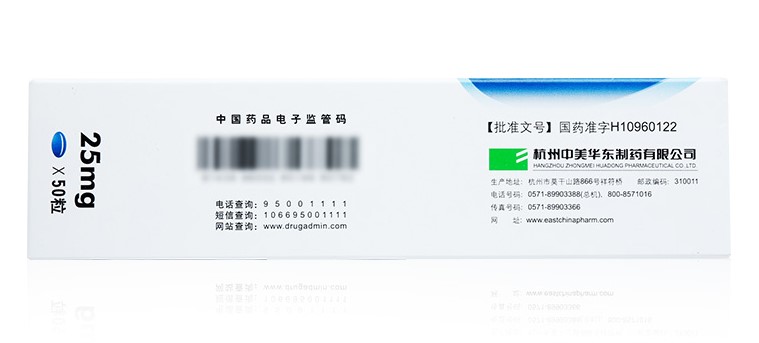 25mg
X 50粒
中国药品电子监管码
电话查询: 95001111
短信查询: 106695001111
网站查询: www.drugadmin.com
【批准文号】国药准字H10960122
杭州中美华东制药有限公司
HANGZHOU ZHONGMEI HUADONG PHARMACEUTICAL CO.,LTD
生产地址: 杭州市莫干山路866号祥符桥 邮政编码: 310011
电话号码: 0571-89903388(总机)、800-8571016
传真号码: 0571-89903366
网 址: www.eastchinapharm.com